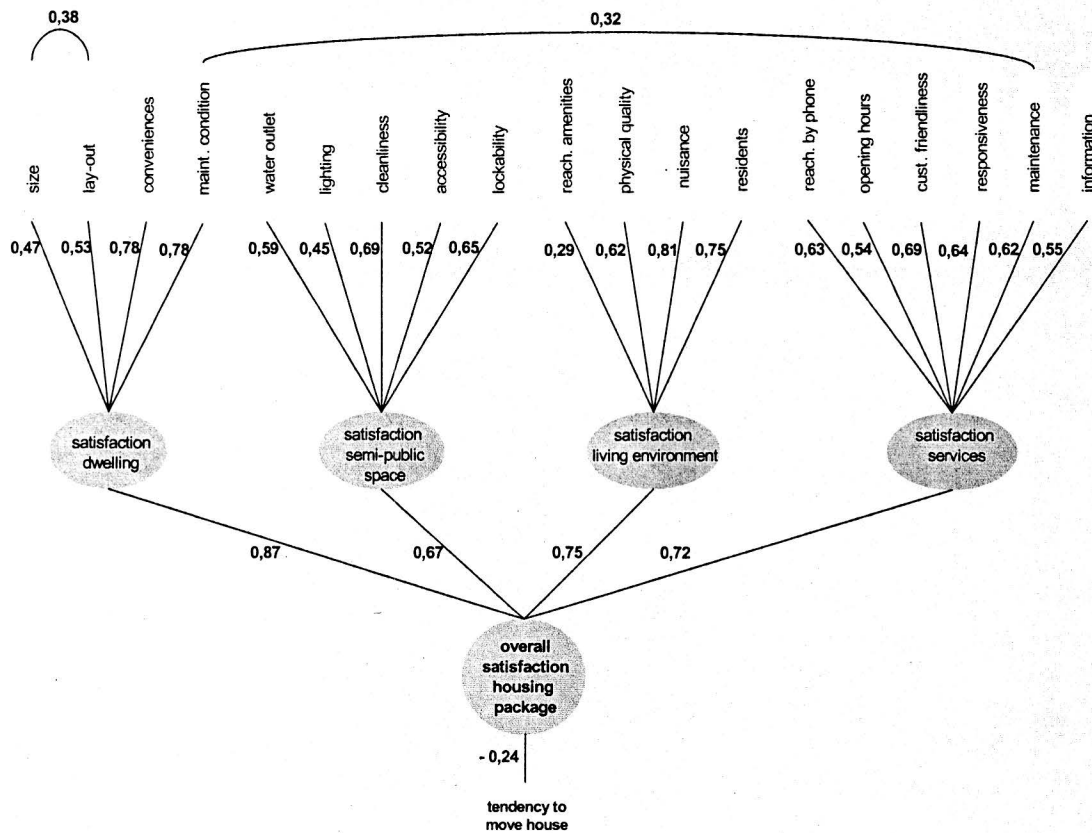 0,38
0,32
size
lay-out
conveniences
maint. condition
water outlet
lighting
cleanliness
accessibility
lockability
reach. amenities
physical quality
nuisance
residents
reach. by phone
opening hours
cust. friendliness
responsiveness
maintenance
information
0,47
0,53
0,78
0,78
0,59
0,45
0,69
0,52
0,65
0,29
0,62
0,81
0,75
0,63
0,54
0,69
0,64
0,62
0,55
satisfaction
dwelling
satisfaction
semi-public
space
satisfaction
living environment
satisfaction
services
0,87
0,67
0,75
0,72
overall
satisfaction
housing
package
- 0,24
tendency to
move house